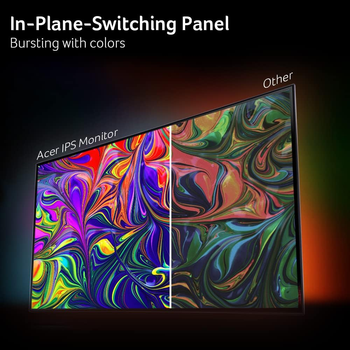 In-Plane-Switching Panel
Bursting with colors
Other
Acer IPS Monitor